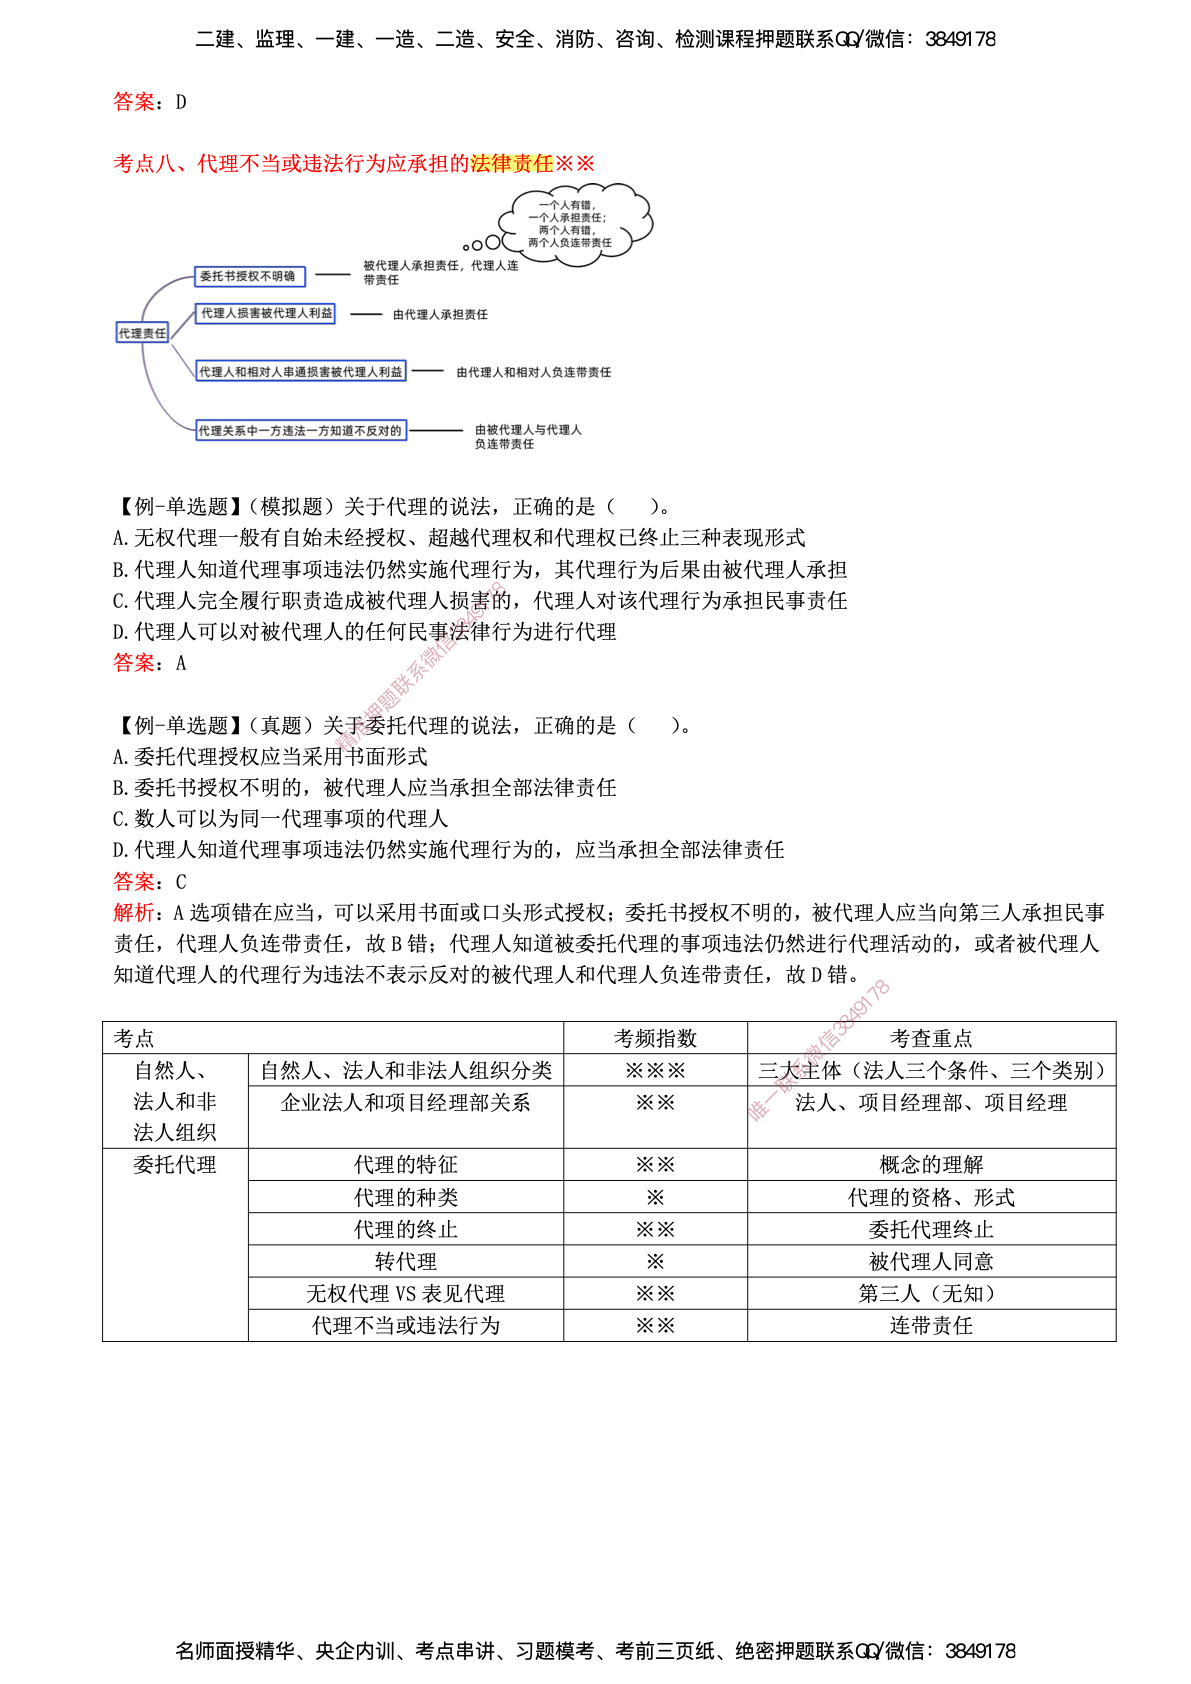 二建、监理、一建、一造、二造、安全、消防、咨询、检测课程押题联系QQ/微信：3849178
答案：D
考点八、代理不当或违法行为应承担的法律责任※※
一个人有错，
一个人承担责任；
两个人有错，
两个人负连带责任
委托书授权不明确
被代理人承担责任，代理人连
带责任
代理人损害被代理人利益
由代理人承担责任
代理责任
代理人和相对人串通损害被代理人利益
由代理人和相对人负连带责任
代理关系中一方违法一方知道不反对的
由被代理人与代理人
负连带责任
【例-单选题】（模拟题）关于代理的说法，正确的是（　　）。
A.无权代理一般有自始未经授权、超越代理权和代理权已终止三种表现形式
B.代理人知道代理事项违法仍然实施代理行为，其代理行为后果由被代理人承担
C.代理人完全履行职责造成被代理人损害的，代理人对该代理行为承担民事责任
D.代理人可以对被代理人的任何民事法律行为进行代理
答案：A
精准押题联系微信3849178
【例-单选题】（真题）关于委托代理的说法，正确的是（　　）。
A.委托代理授权应当采用书面形式
B.委托书授权不明的，被代理人应当承担全部法律责任
C.数人可以为同一代理事项的代理人
D.代理人知道代理事项违法仍然实施代理行为的，应当承担全部法律责任
答案：C
解析：A 选项错在应当，可以采用书面或口头形式授权；委托书授权不明的，被代理人应当向第三人承担民事
责任，代理人负连带责任，故 B 错；代理人知道被委托代理的事项违法仍然进行代理活动的，或者被代理人
知道代理人的代理行为违法不表示反对的被代理人和代理人负连带责任，故 D 错。
唯一联系微信3849178
考点 考频指数 考查重点
自然人、 自然人、法人和非法人组织分类 ※※※ 三大主体（法人三个条件、三个类别）
法人和非 企业法人和项目经理部关系 ※※ 法人、项目经理部、项目经理
法人组织
委托代理 代理的特征 ※※ 概念的理解
代理的种类 ※ 代理的资格、形式
代理的终止 ※※ 委托代理终止
转代理 ※ 被代理人同意
无权代理 VS 表见代理 ※※ 第三人（无知）
代理不当或违法行为 ※※ 连带责任
名师面授精华、央企内训、考点串讲、习题模考、考前三页纸、绝密押题联系QQ/微信：3849178